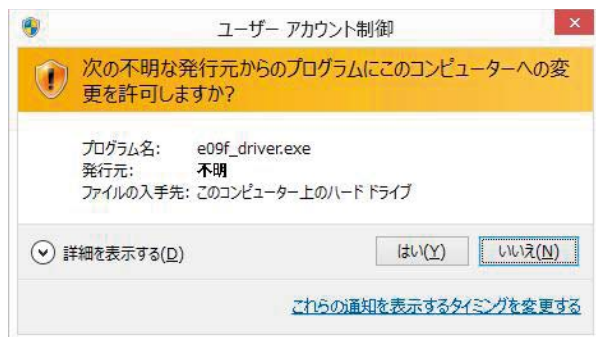 ユーザー アカウント制御
次の不明な発行元からのプログラムにこのコンピューターへの変
更を許可しますか?
プログラム名: e09f_driver.exe
発行元: 不明
ファイルの入手先: このコンピューター上のハード ドライブ
詳細を表示する(D)
はい(Y) いいえ(N)
これらの通知を表示するタイミングを変更する